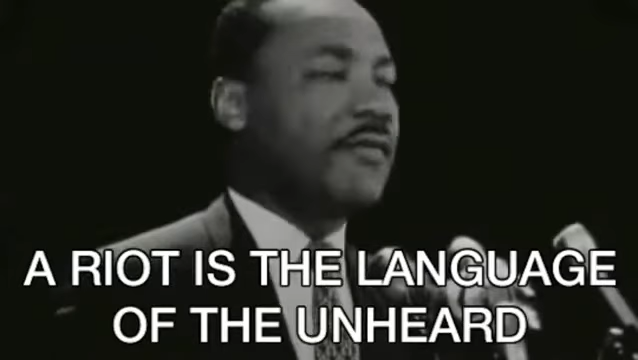 A RIOT IS THE LANGUAGE
OF THE UNHEARD